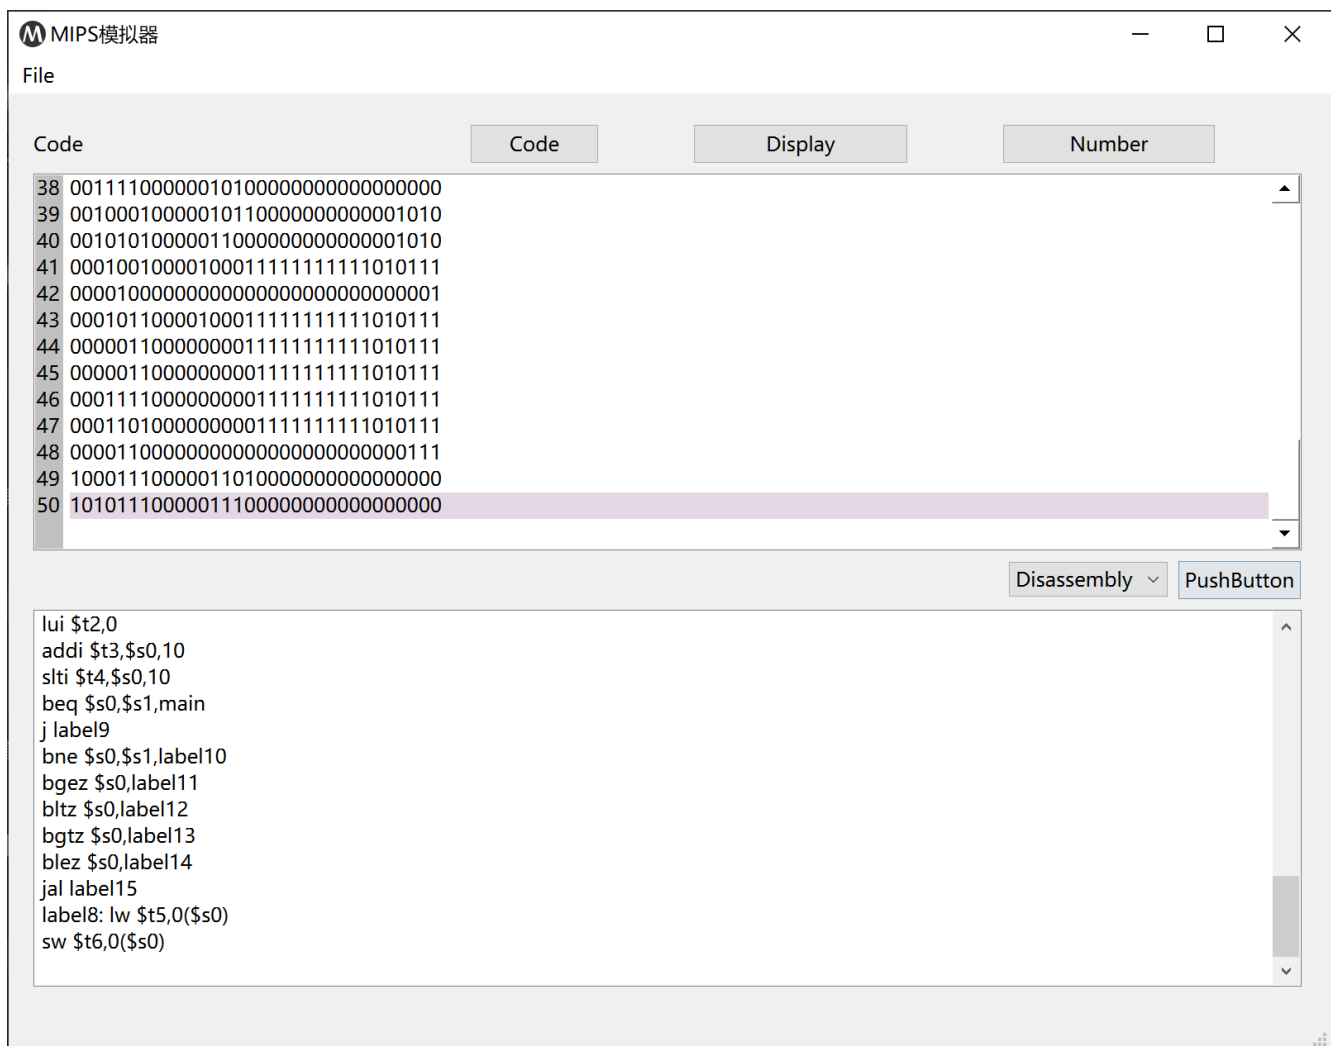 MIPS模拟器
File
Code Code Display Number
38 00111100000010100000000000000000
39 00100010000010110000000000001010
40 00101010000011000000000000001010
41 00010010000100011111111111010111
42 00001000000000000000000000000001
43 00010110000100011111111111010111
44 00000110000000011111111111010111
45 00000110000000001111111111010111
46 00011110000000001111111111010111
47 00011010000000001111111111010111
48 00001100000000000000000000000111
49 10001110000011010000000000000000
50 10101110000011100000000000000000
Disassembly PushButton
lui $t2,0
addi $t3,$s0,10
slti $t4,$s0,10
beq $s0,$s1,main
j label9
bne $s0,$s1,label10
bgez $s0,label11
bltz $s0,label12
bgtz $s0,label13
blez $s0,label14
jal label15
label8: lw $t5,0($s0)
sw $t6,0($s0)